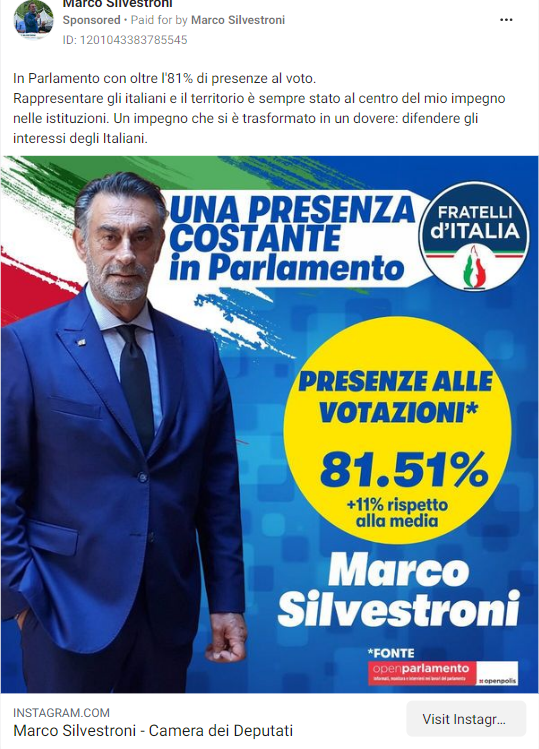 Marco Silvestroni
Sponsored • Paid for by Marco Silvestroni
ID: 1201043383785545
In Parlamento con oltre l'81% di presenze al voto.
Rappresentare gli italiani e il territorio è sempre stato al centro del mio impegno
nelle istituzioni. Un impegno che si è trasformato in un dovere: difendere gli
interessi degli Italiani.
UNA PRESENZA
COSTANTE
in Parlamento
FRATELLI
d'ITALIA
PRESENZE ALLE
VOTAZIONI*
81.51%
+11% rispetto
alla media
Marco
Silvestroni
*FONTE
openparlamento
openpolis
INSTAGRAM.COM
Marco Silvestroni - Camera dei Deputati
Visit Instagr...